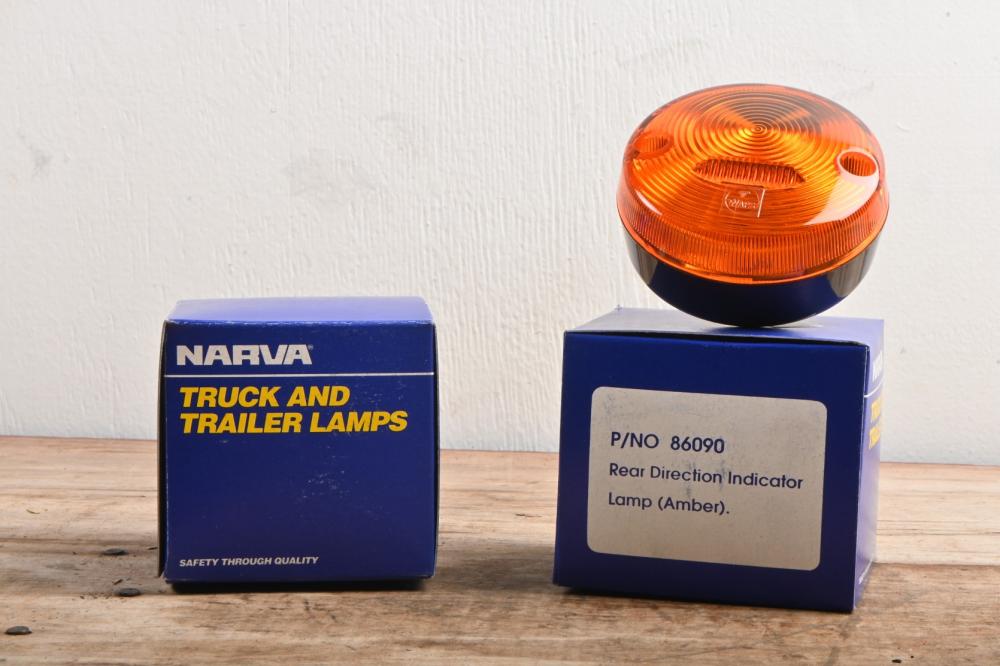 NARVA
TRUCK AND
TRAILER LAMPS
SAFETY THROUGH QUALITY
P/NO 86090
Rear Direction Indicator
Lamp (Amber).